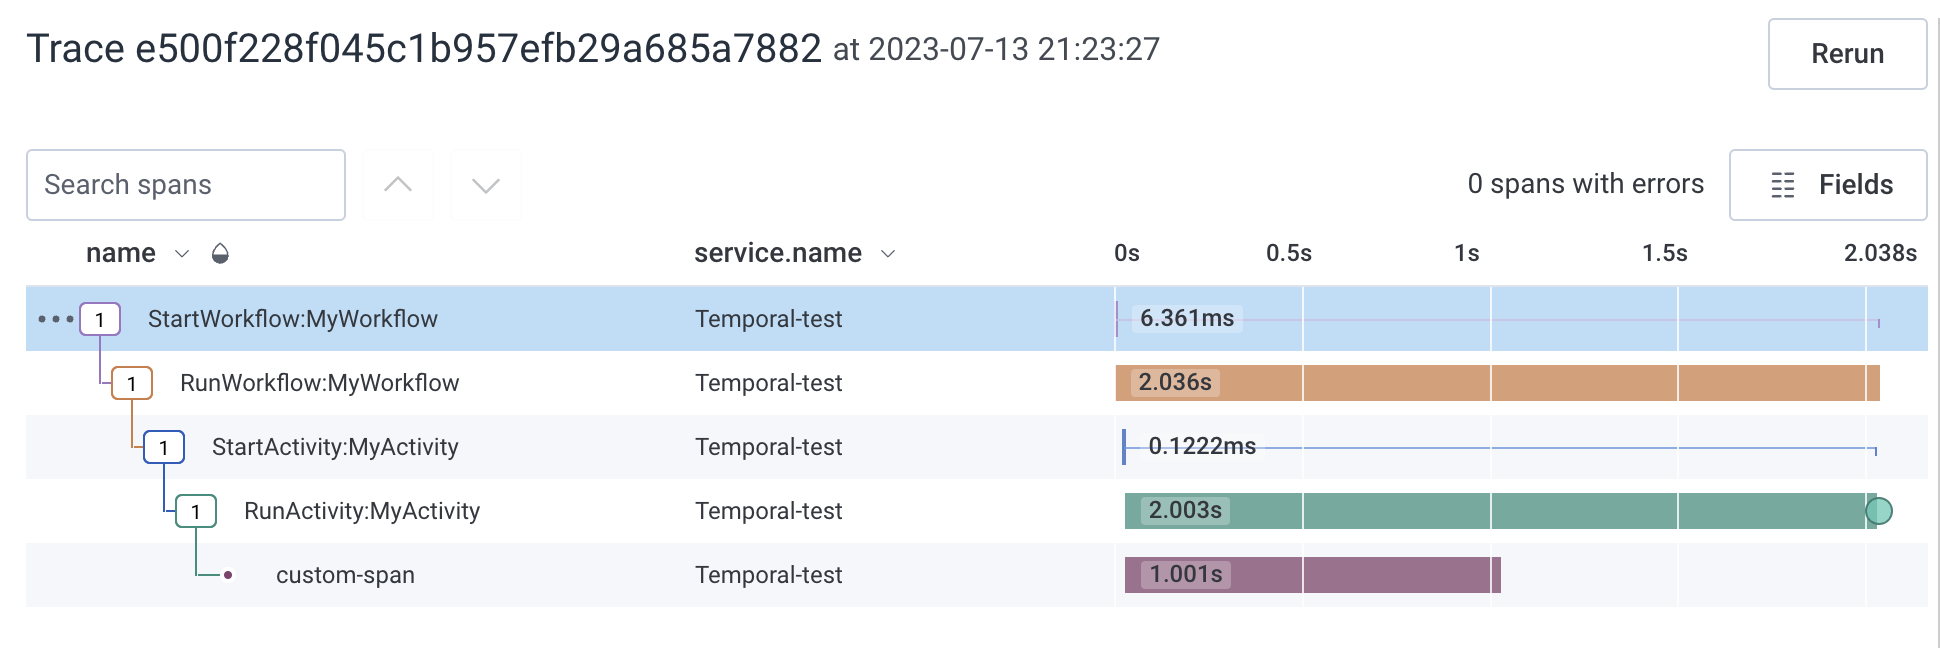 Trace e500f228f045c1b957efb29a685a7882 at 2023-07-13 21:23:27
Rerun
Search spans
0 spans with errors
Fields
name service.name 0s 0.5s 1s 1.5s 2.038s
1 StartWorkflow:MyWorkflow Temporal-test 6.361ms
1 RunWorkflow:MyWorkflow Temporal-test 2.036s
1 StartActivity:MyActivity Temporal-test 0.1222ms
1 RunActivity:MyActivity Temporal-test 2.003s
custom-span Temporal-test 1.001s